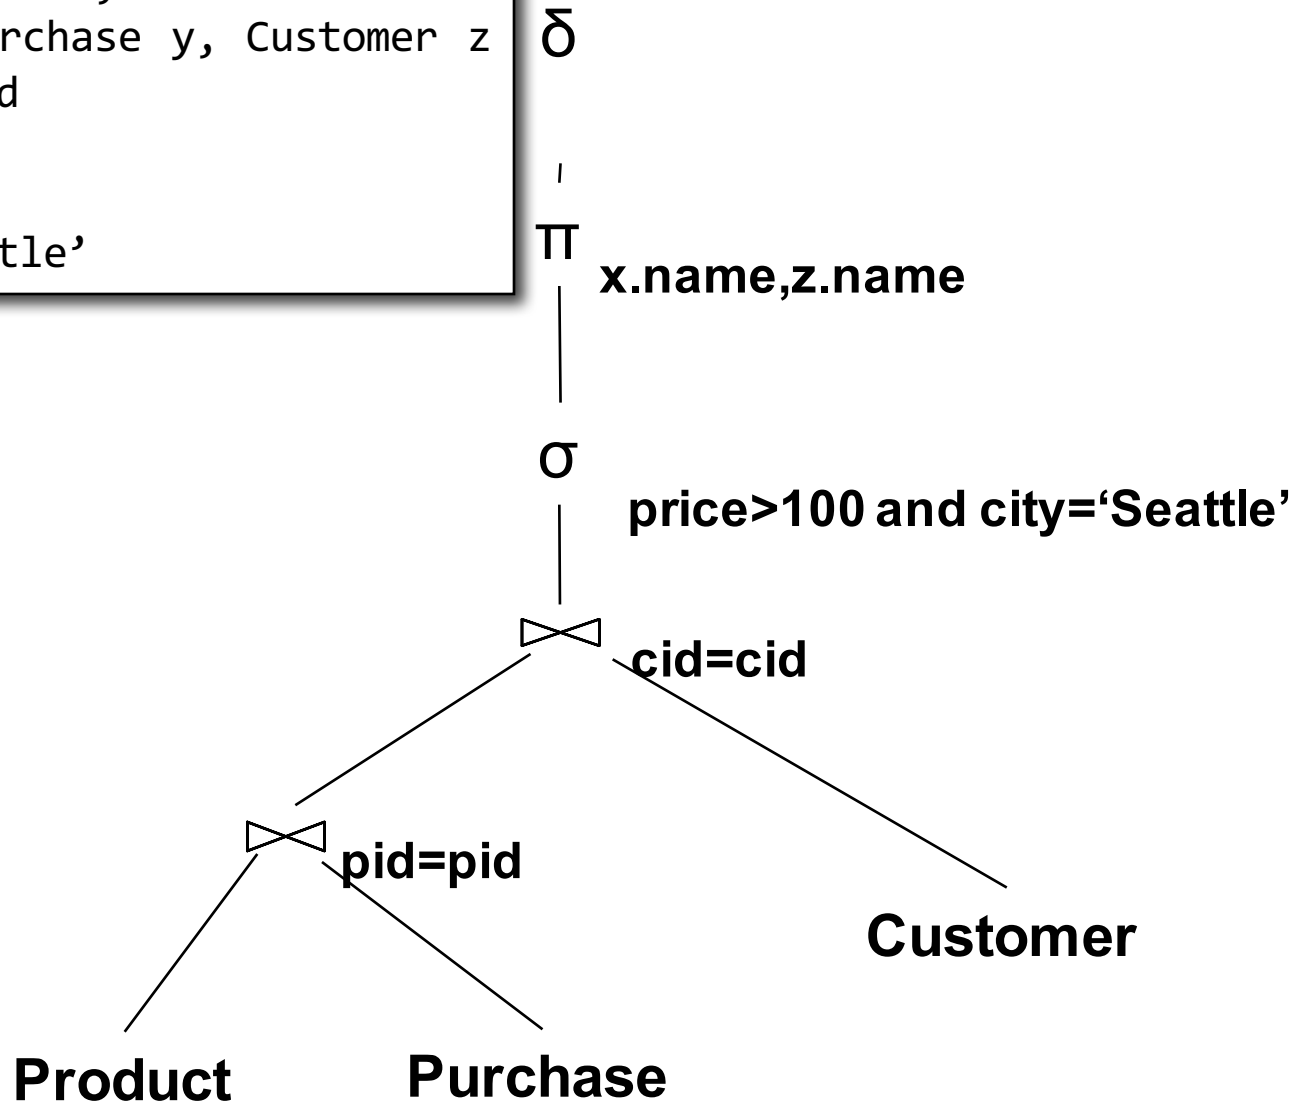 rchase y, Customer z
d
tle’
δ
π
x.name,z.name
σ
price>100 and city=‘Seattle’
cid=cid
pid=pid
Customer
Product
Purchase